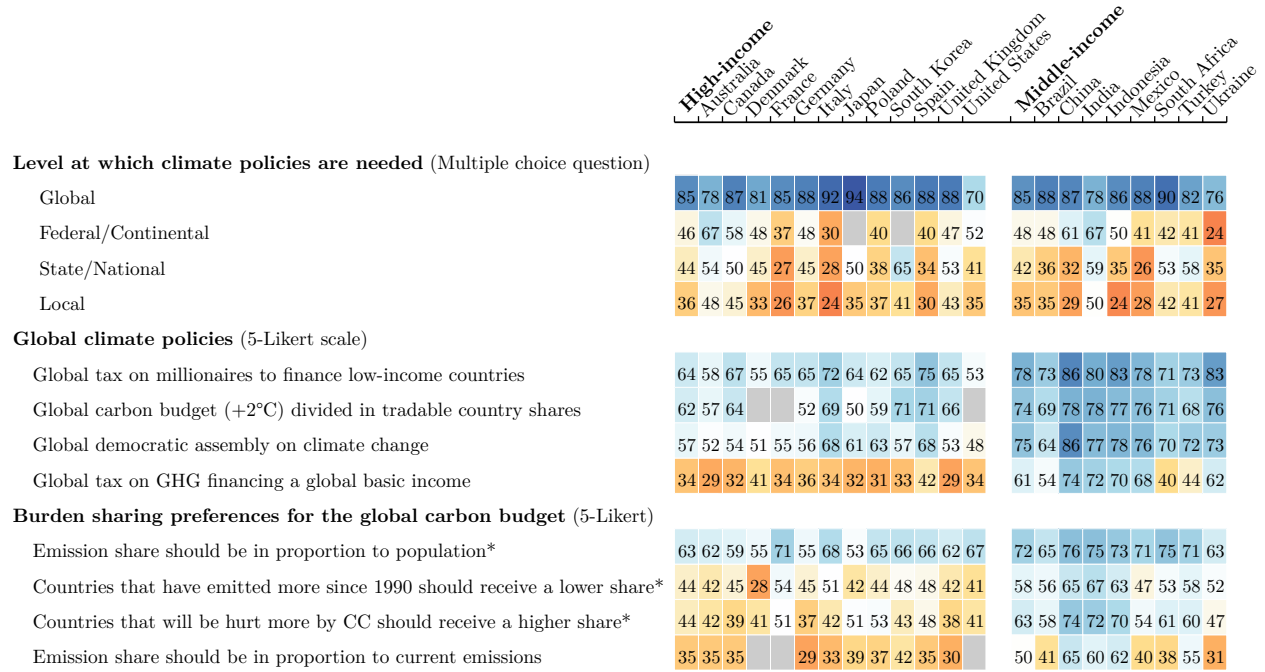 High-income Australia Canada Denmark France Germany Italy Japan Poland South Korea Spain United Kingdom United States Middle-income Brazil China India Indonesia Mexico South Africa Turkey Ukraine
Level at which climate policies are needed (Multiple choice question)
Global 85 78 87 81 85 88 92 94 88 86 88 88 70 85 88 87 78 86 88 90 82 76
Federal/Continental 46 67 58 48 37 48 30 40 40 47 52 48 48 61 67 50 41 42 41 24
State/National 44 54 50 45 27 45 28 50 38 65 34 53 41 42 36 32 59 35 26 53 58 35
Local 36 48 45 33 26 37 24 35 37 41 30 43 35 35 35 29 50 24 28 42 41 27
Global climate policies (5-Likert scale)
Global tax on millionaires to finance low-income countries 64 58 67 55 65 65 72 64 62 65 75 65 53 78 73 86 80 83 78 71 73 83
Global carbon budget (+2°C) divided in tradable country shares 62 57 64 52 69 50 59 71 71 66 74 69 78 78 77 76 71 68 76
Global democratic assembly on climate change 57 52 54 51 55 56 68 61 63 57 68 53 48 75 64 86 77 78 76 70 72 73
Global tax on GHG financing a global basic income 34 29 32 41 34 36 34 32 31 33 42 29 34 61 54 74 72 70 68 40 44 62
Burden sharing preferences for the global carbon budget (5-Likert)
Emission share should be in proportion to population* 63 62 59 55 71 55 68 53 65 66 66 62 67 72 65 76 75 73 71 75 71 63
Countries that have emitted more since 1990 should receive a lower share* 44 42 45 28 54 45 51 42 44 48 48 42 41 58 56 65 67 63 47 53 58 52
Countries that will be hurt more by CC should receive a higher share* 44 42 39 41 51 37 42 51 53 43 48 38 41 63 58 74 72 70 54 61 60 47
Emission share should be in proportion to current emissions 35 35 35 29 33 39 37 42 35 30 50 41 65 60 62 40 38 55 31